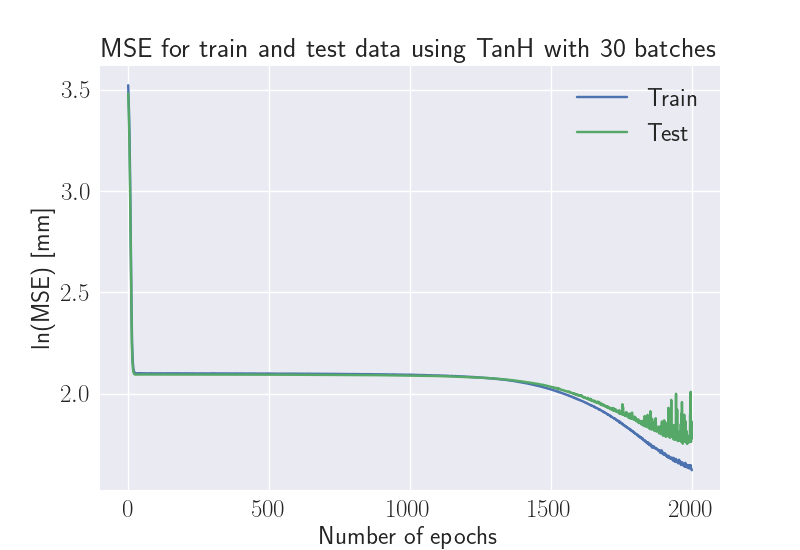 MSE for train and test data using TanH with 30 batches
3.5
3.0
2.5
2.0
ln(MSE) [mm]
Train
Test
0
500
1000
1500
2000
Number of epochs